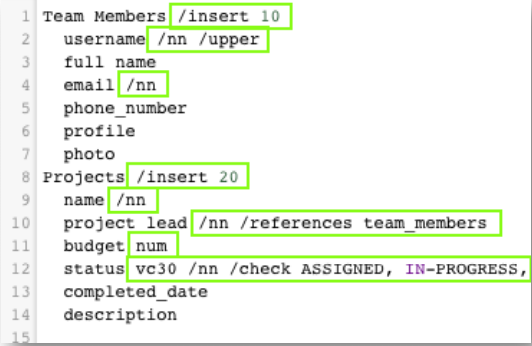 1 Team Members /insert 10
2 username /nn /upper
3 full name
4 email /nn
5 phone_number
6 profile
7 photo
8 Projects /insert 20
9 name /nn
10 project lead /nn /references team_members
11 budget num
12 status vc30 /nn /check ASSIGNED, IN-PROGRESS,
13 completed_date
14 description
15